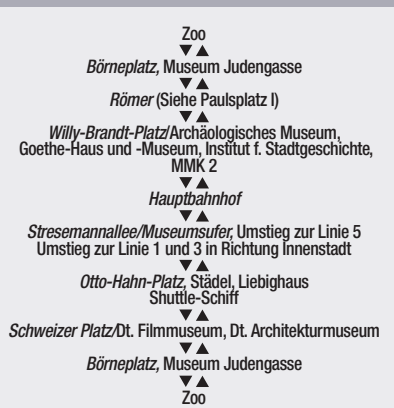 Zoo
▼▲
Börneplatz, Museum Judengasse
▼▲
Römer (Siehe Paulsplatz I)
▼▲
Willy-Brandt-Platz/Archäologisches Museum,
Goethe-Haus und -Museum, Institut f. Stadtgeschichte,
MMK 2
▼▲
Hauptbahnhof
▼▲
Stresemannallee/Museumsufer, Umstieg zur Linie 5
Umstieg zur Linie 1 und 3 in Richtung Innenstadt
▼▲
Otto-Hahn-Platz, Städel, Liebighaus
Shuttle-Schiff
▼▲
Schweizer Platz/Dt. Filmmuseum, Dt. Architekturmuseum
▼▲
Börneplatz, Museum Judengasse
▼▲
Zoo